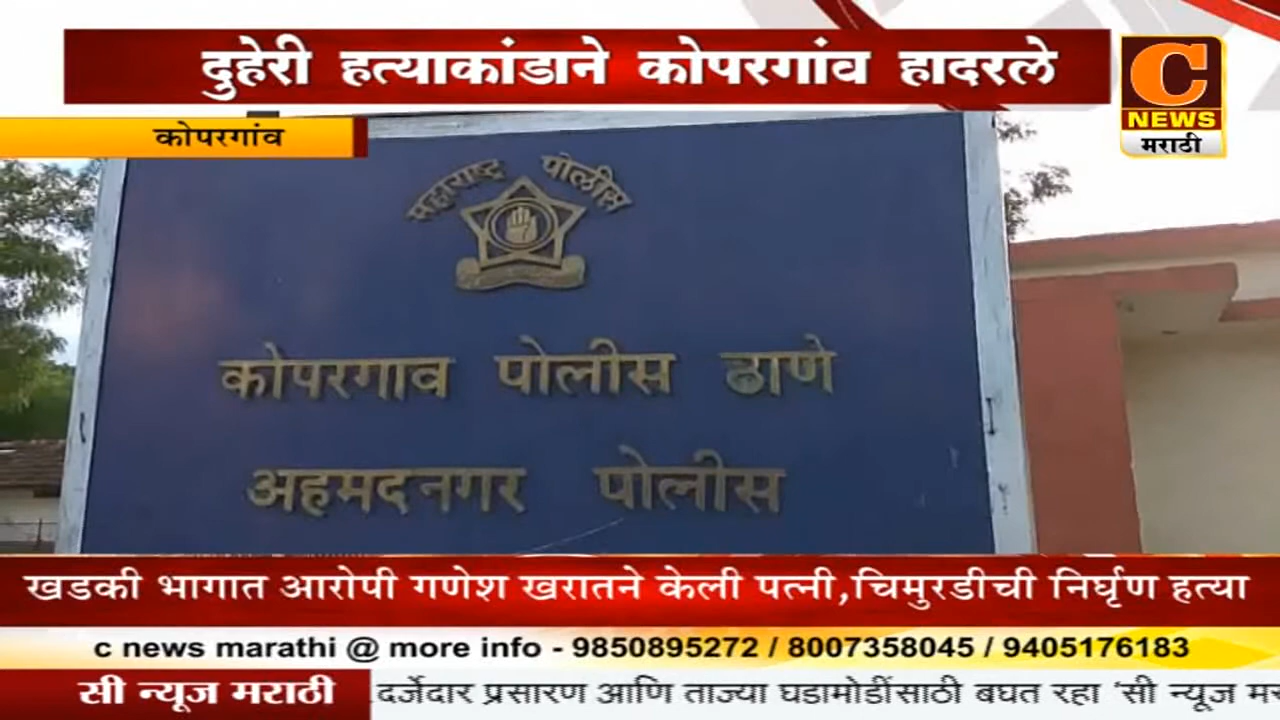 दुहेरी हत्याकांडाने कोपरगांव हादरले
C
NEWS
मराठी
कोपरगांव
महाराष्ट्र पोलीस
कोपरगाव पोलीस ठाणे
अहमदनगर पोलीस
खडकी भागात आरोपी गणेश खरातने केली पत्नी,चिमुरडीची निर्घृण हत्या
c news marathi @ more info - 9850895272 / 8007358045 / 9405176183
सी न्यूज मराठी
दर्जेदार प्रसारण आणि ताज्या घडामोडींसाठी बघत रहा 'सी न्यूज